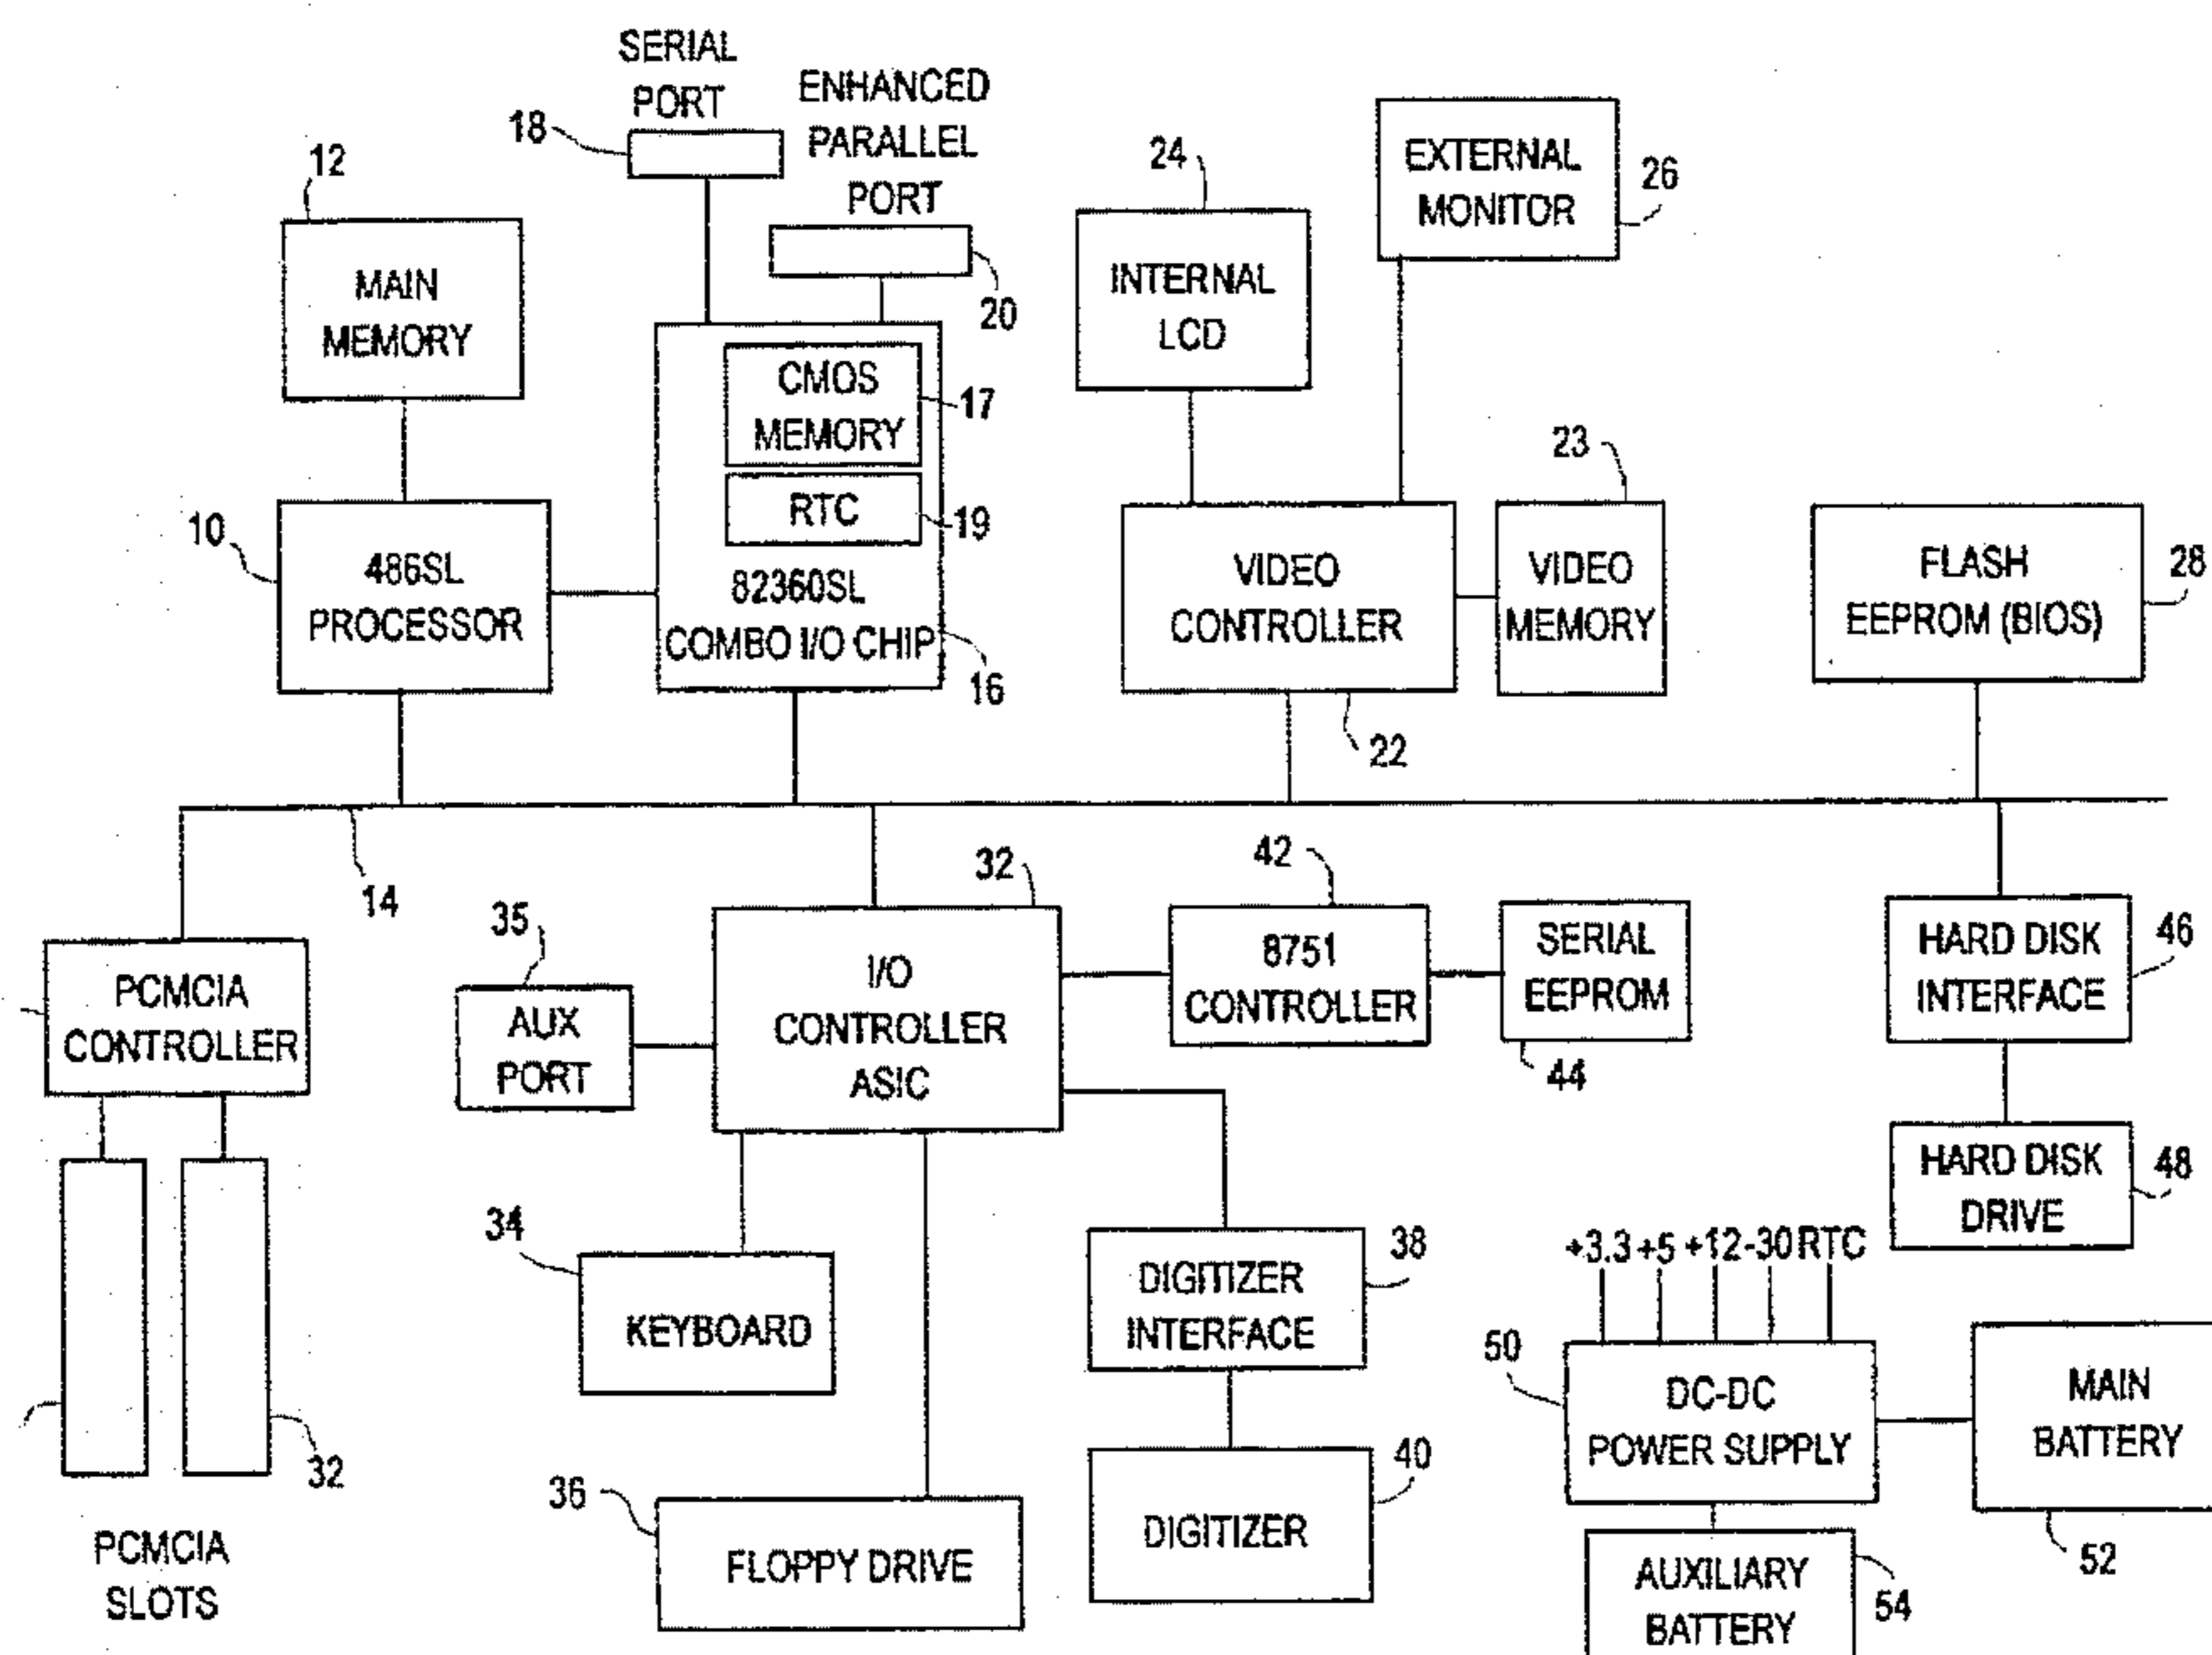 SERIAL
PORT
18
ENHANCED
PARALLEL
PORT
20
12
MAIN
MEMORY
CMOS
MEMORY
17
RTC
19
82360SL
COMBO I/O CHIP
16
10
486SL
PROCESSOR
24
INTERNAL
LCD
EXTERNAL
MONITOR
26
23
VIDEO
CONTROLLER
22
VIDEO
MEMORY
FLASH
EEPROM (BIOS)
28
14
PCMCIA
CONTROLLER
32
PCMCIA
SLOTS
35
AUX
PORT
32
I/O
CONTROLLER
ASIC
42
8751
CONTROLLER
SERIAL
EEPROM
44
HARD DISK
INTERFACE
46
HARD DISK
DRIVE
48
34
KEYBOARD
36
FLOPPY DRIVE
38
DIGITIZER
INTERFACE
40
DIGITIZER
+3.3 +5 +12 -30 RTC
50
DC-DC
POWER SUPPLY
MAIN
BATTERY
52
AUXILIARY
BATTERY
54